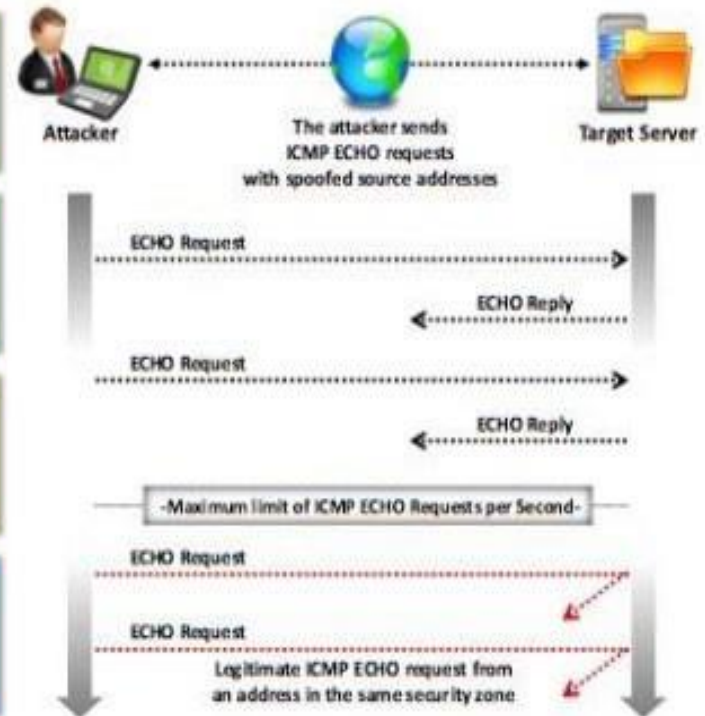 Attacker
The attacker sends
ICMP ECHO requests
with spoofed source addresses
Target Server
ECHO Request
ECHO Reply
ECHO Request
ECHO Reply
-Maximum limit of ICMP ECHO Requests per Second-
ECHO Request
ECHO Request
Legitimate ICMP ECHO request from
an address in the same security zone